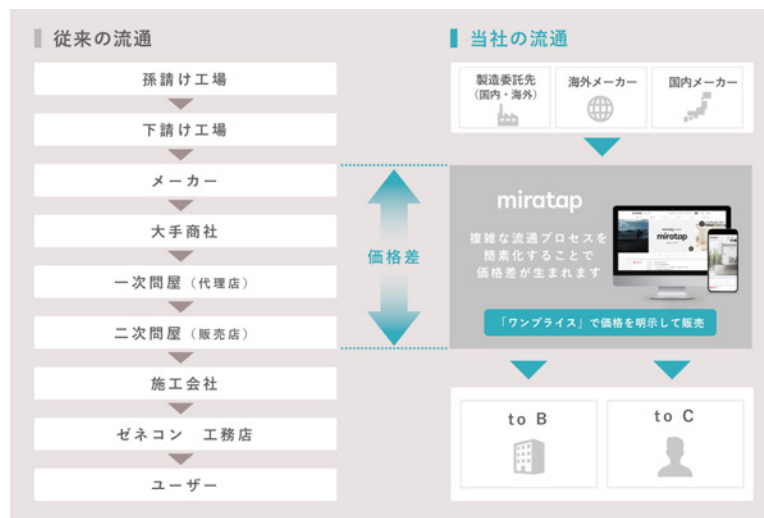 従来の流通
孫請け工場
下請け工場
メーカー
大手商社
一次問屋（代理店）
二次問屋（販売店）
施工会社
ゼネコン　工務店
ユーザー
価格差
当社の流通
製造委託先
（国内・海外）
海外メーカー
国内メーカー
miratap
複雑な流通プロセスを
簡素化することで
価格差が生まれます
miratap
「ワンプライス」で価格を明示して販売
to B
to C